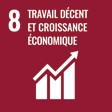 8 TRAVAIL DÉCENT
ET CROISSANCE
ÉCONOMIQUE